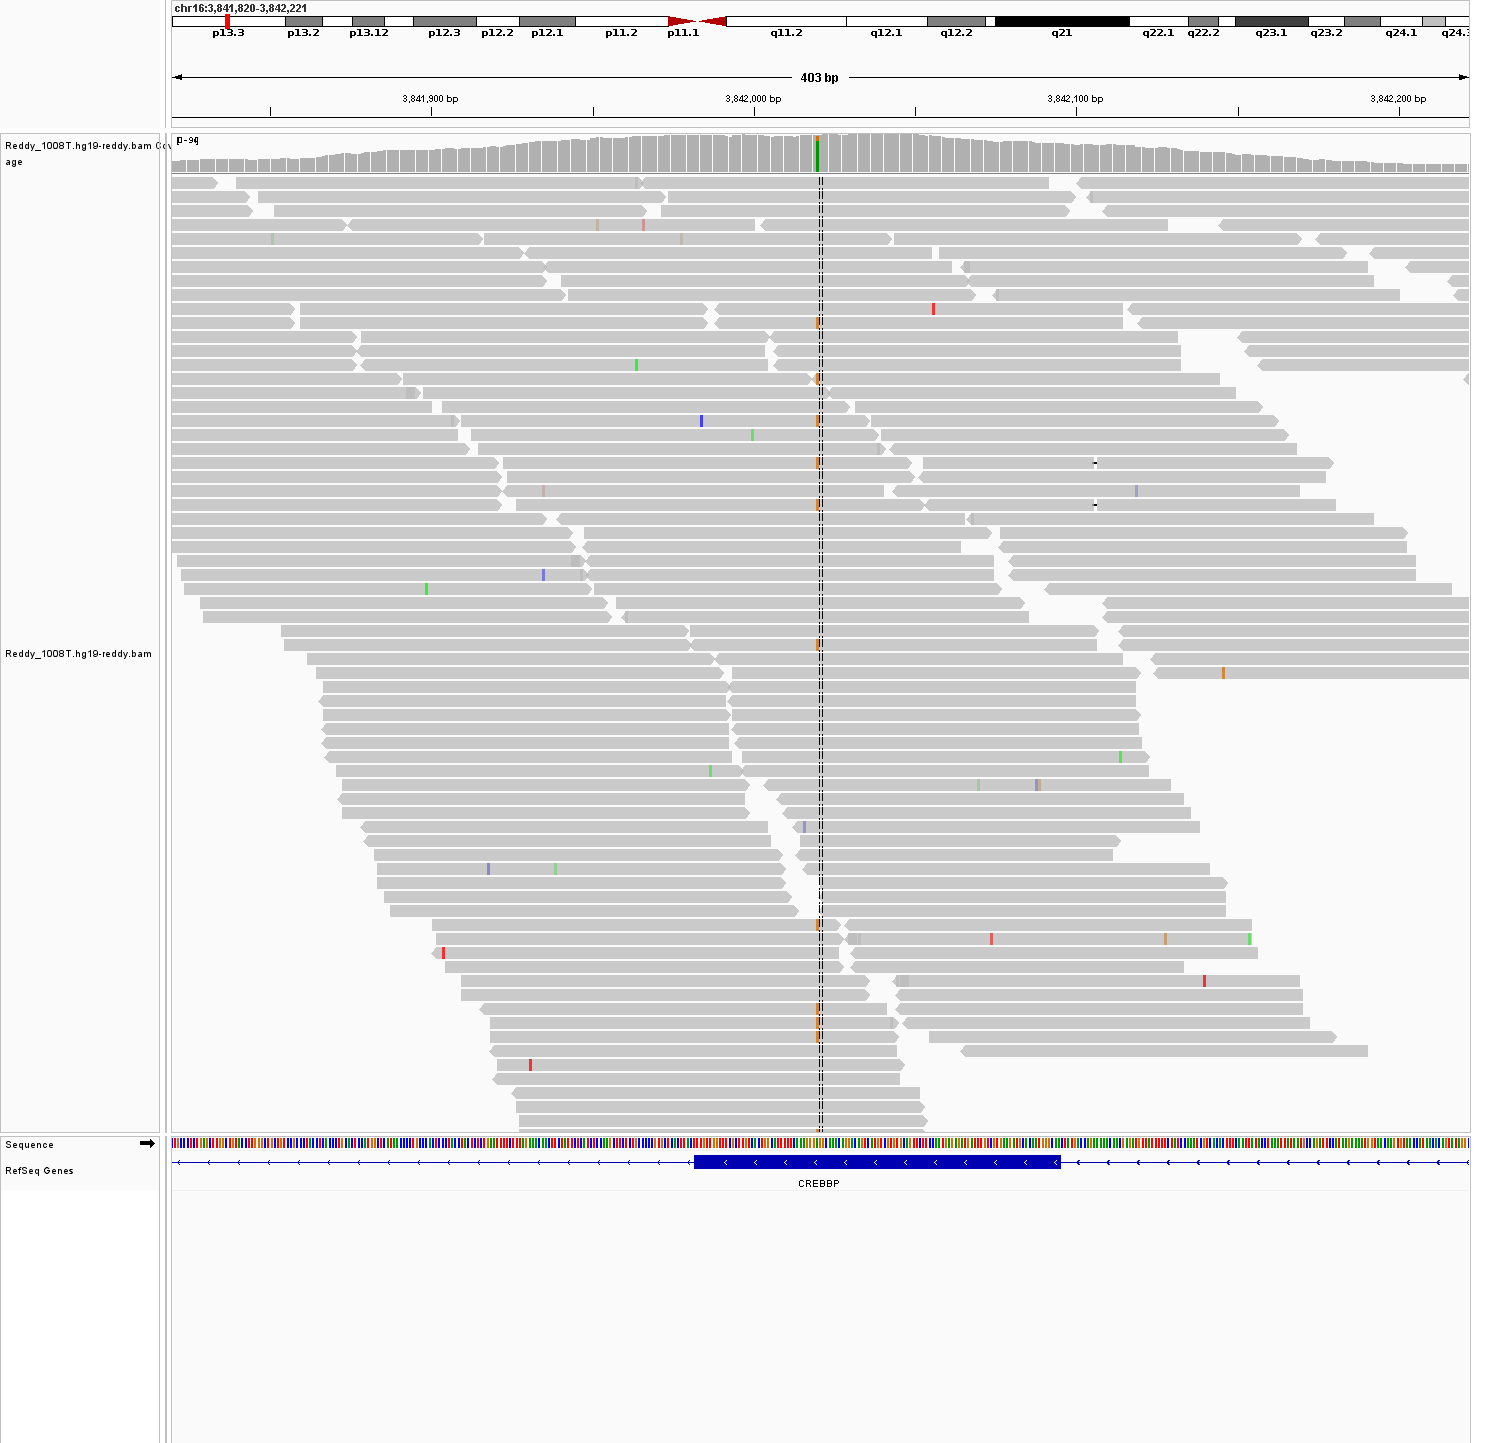 chr16:3,841,820-3,842,221
p13.3 p13.2 p13.12 p12.3 p12.2 p12.1 p11.2 p11.1 q11.2 q12.1 q12.2 q21 q22.1 q22.2 q23.1 q23.2 q24.1 q24.3
403 bp
3,841,900 bp 3,842,000 bp 3,842,100 bp 3,842,200 bp
Reddy_1008T.hg19-reddy.bam Cov
age
[0-94]
Reddy_1008T.hg19-reddy.bam
Sequence
RefSeq Genes
CREBBP